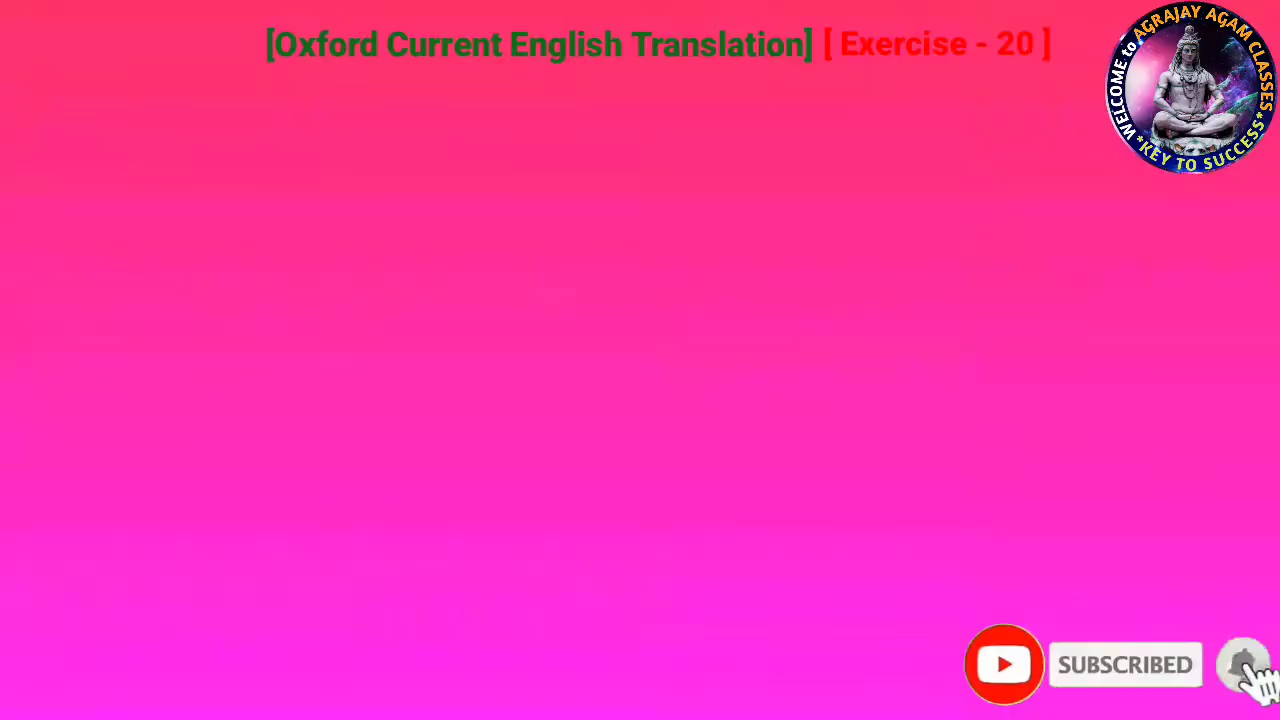 [Oxford Current English Translation] [ Exercise - 20 ]
WELCOME to AGRAJAY AGAM CLASSES
*KEY TO SUCCESS*
SUBSCRIBED